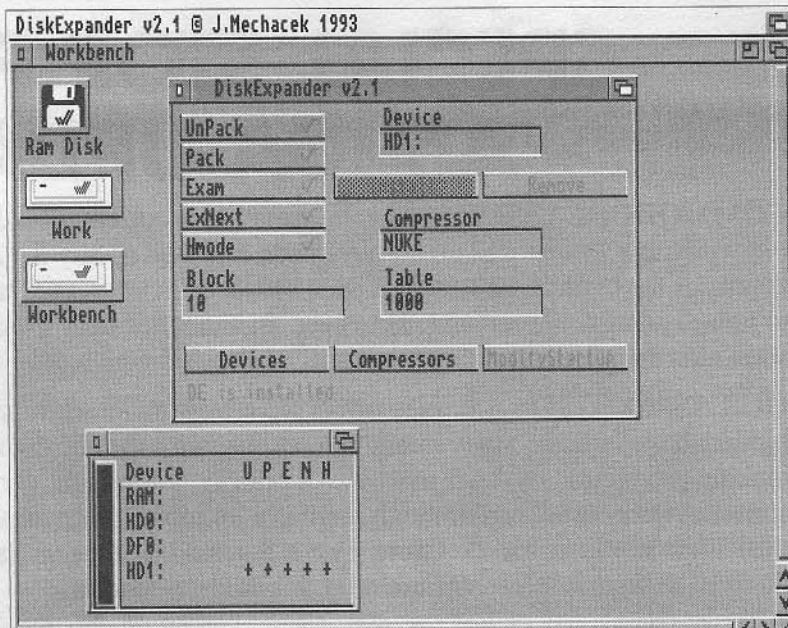 DiskExpander v2.1 @ J.Mechacek 1993
Workbench
DiskExpander v2.1
Ram Disk
Work
Workbench
UnPack
Pack
Exam
ExNext
Hmode
Device
HD1:
Remove
Compressor
NUKE
Block
10
Table
1000
Devices
Compressors
ModifyStartup
DE is installed
Device U P E N H
RAM:
HD0:
DF0:
HD1: + + + + +